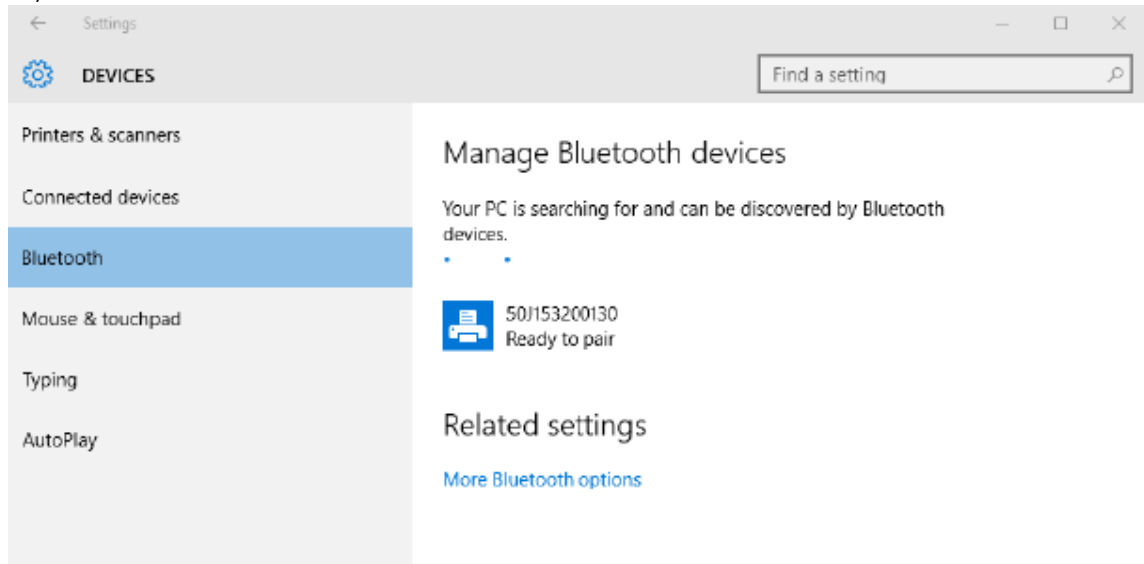 Settings
DEVICES
Find a setting
Printers & scanners
Connected devices
Bluetooth
Mouse & touchpad
Typing
AutoPlay
Manage Bluetooth devices
Your PC is searching for and can be discovered by Bluetooth
devices.
50J153200130
Ready to pair
Related settings
More Bluetooth options